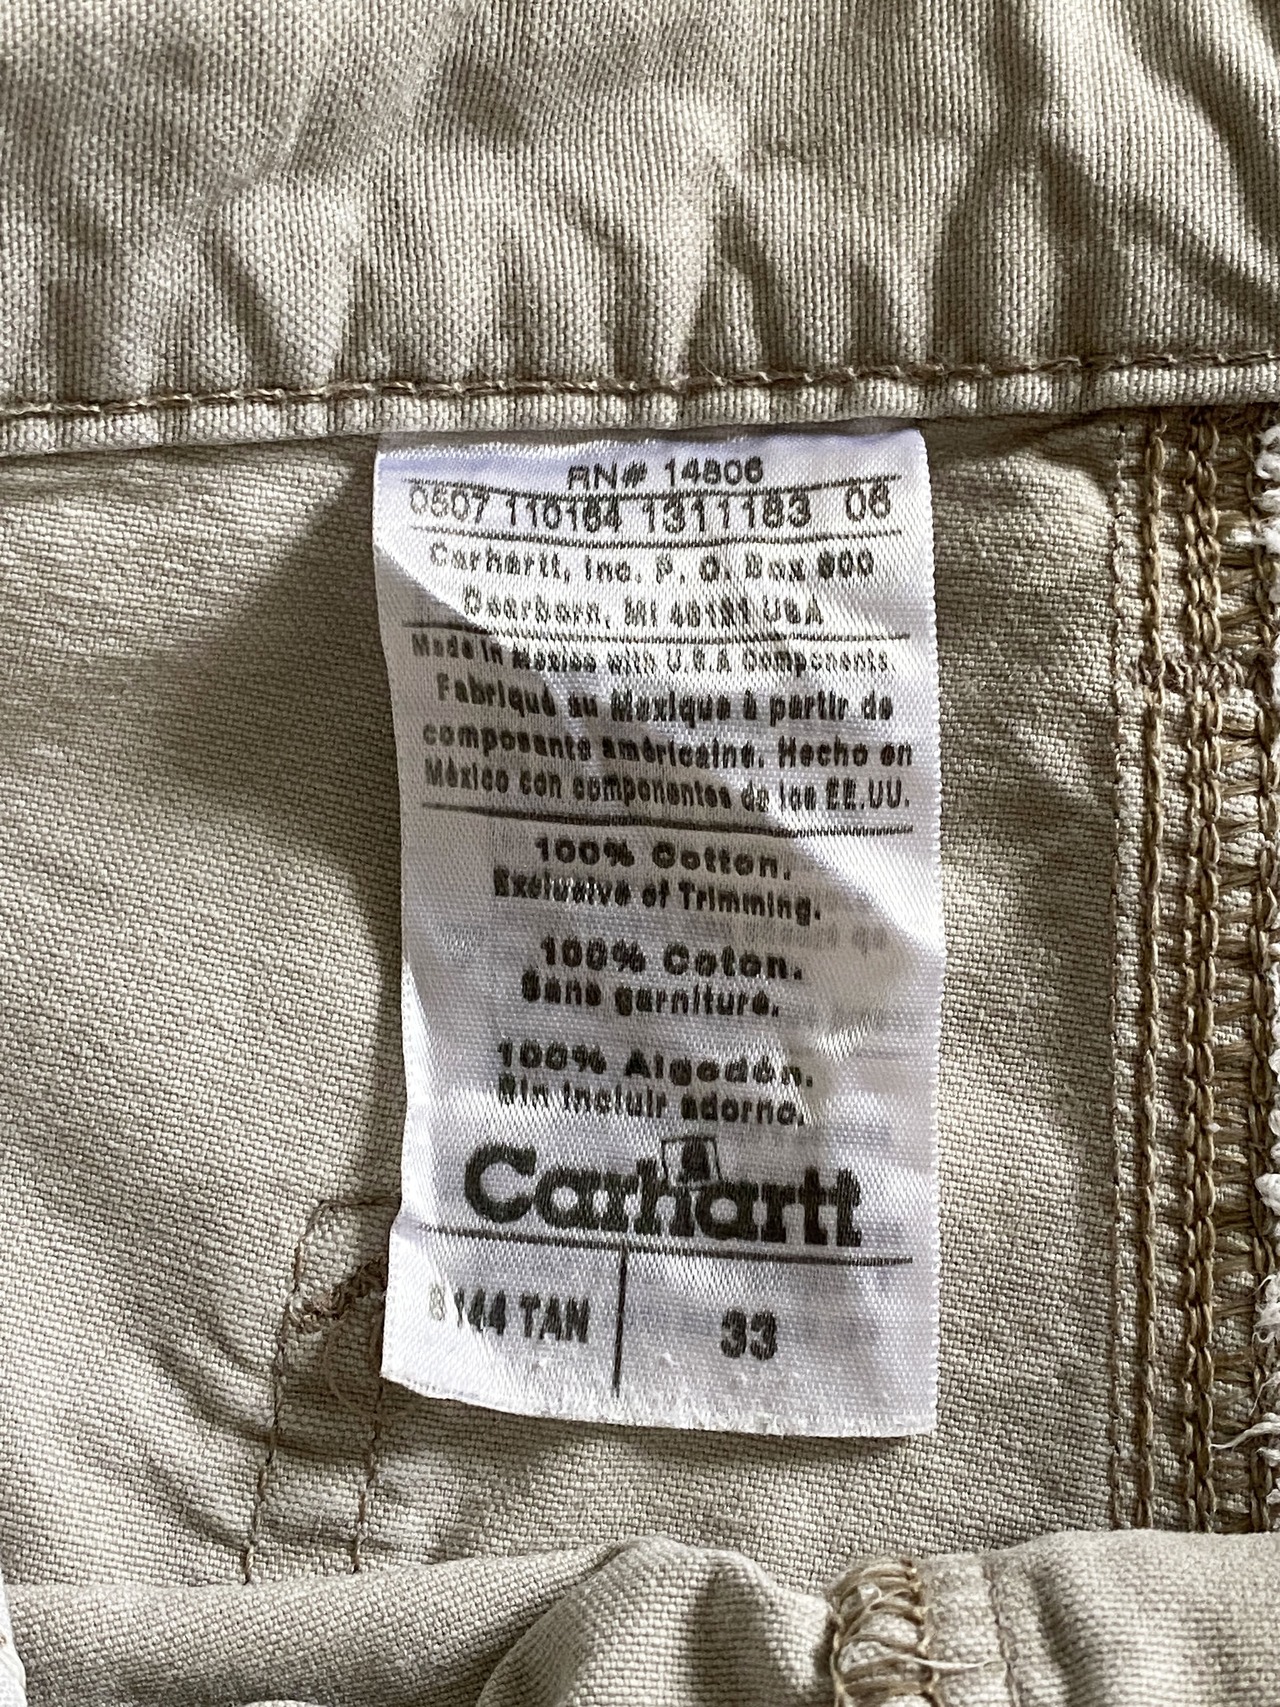 RN# 14806
0507 110164 1311183 06
Carhartt, Inc. P. O. Box 600
Dearborn, MI 48121 USA
Made in Mexico with U.S.A Components.
Fabriqué au Mexique à partir de
composants américains. Hecho en
México con componentes de los EE.UU.
100% Cotton.
Exclusive of Trimming.
100% Coton.
Sans garniture.
100% Algodón.
Sin incluir adorno.
Carhartt
144 TAN 33